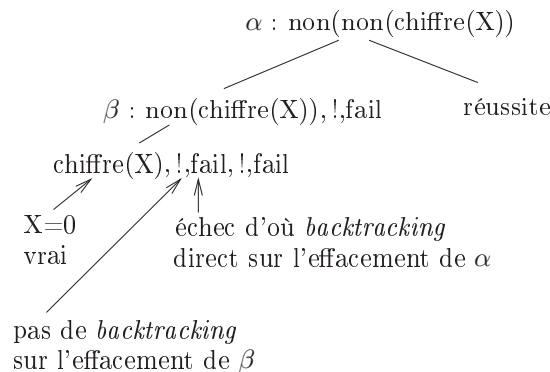 α : non(non(chiffre(X))
β : non(chiffre(X)), !,fail
réussite
chiffre(X), !,fail, !,fail
X=0
vrai
échec d'où backtracking
direct sur l'effacement de α
pas de backtracking
sur l'effacement de β